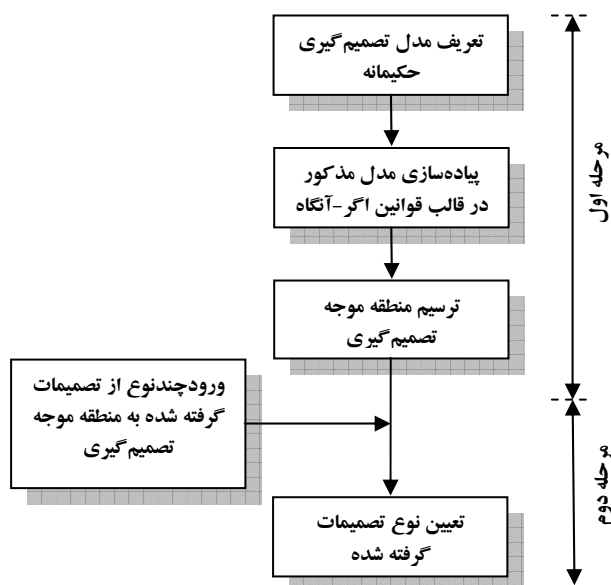 تعریف مدل تصمیم‌گیری
حکیمانه
پیاده‌سازی مدل مذکور
در قالب قوانین اگر-آنگاه
ترسیم منطقه موجه
تصمیم‌گیری
مرحله اول
ورودچندنوع از تصمیمات
گرفته شده به منطقه موجه
تصمیم‌گیری
تعیین نوع تصمیمات
گرفته شده
مرحله دوم